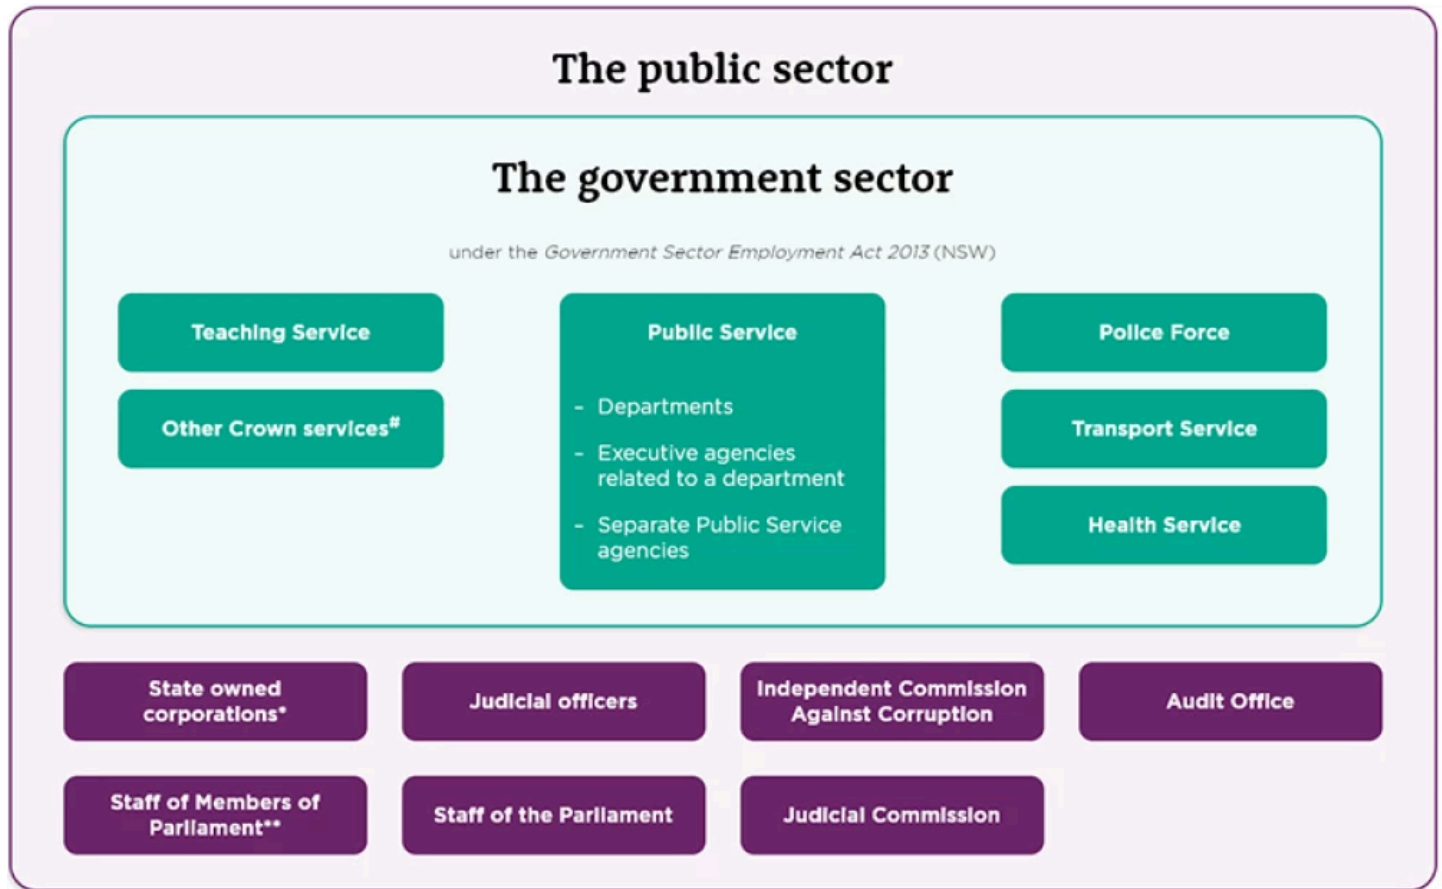 The public sector
The government sector
under the Government Sector Employment Act 2013 (NSW)
Teaching Service
Other Crown services#
Public Service
- Departments
- Executive agencies
related to a department
- Separate Public Service
agencies
Police Force
Transport Service
Health Service
State owned
corporations*
Judicial officers
Independent Commission
Against Corruption
Audit Office
Staff of Members of
Parliament**
Staff of the Parliament
Judicial Commission